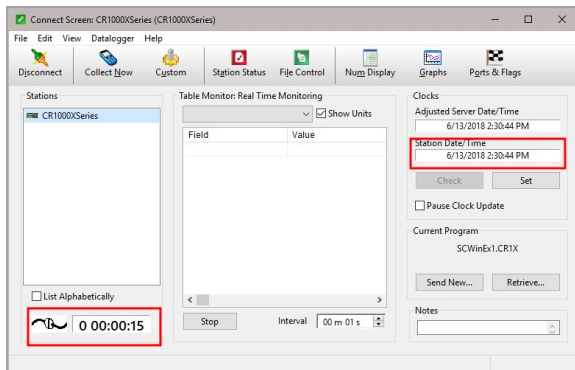 Connect Screen: CR1000XSeries (CR1000XSeries)
File Edit View Datalogger Help
Disconnect Collect Now Custom Station Status File Control Num Display Graphs Ports & Flags
Stations
CR1000XSeries
List Alphabetically
0 00:00:15
Table Monitor: Real Time Monitoring
Show Units
Field Value
Stop Interval 00 m 01 s
Clocks
Adjusted Server Date/Time
6/13/2018 2:30:44 PM
Station Date/Time
6/13/2018 2:30:44 PM
Check Set
Pause Clock Update
Current Program
SCWinEx1.CR1X
Send New... Retrieve...
Notes